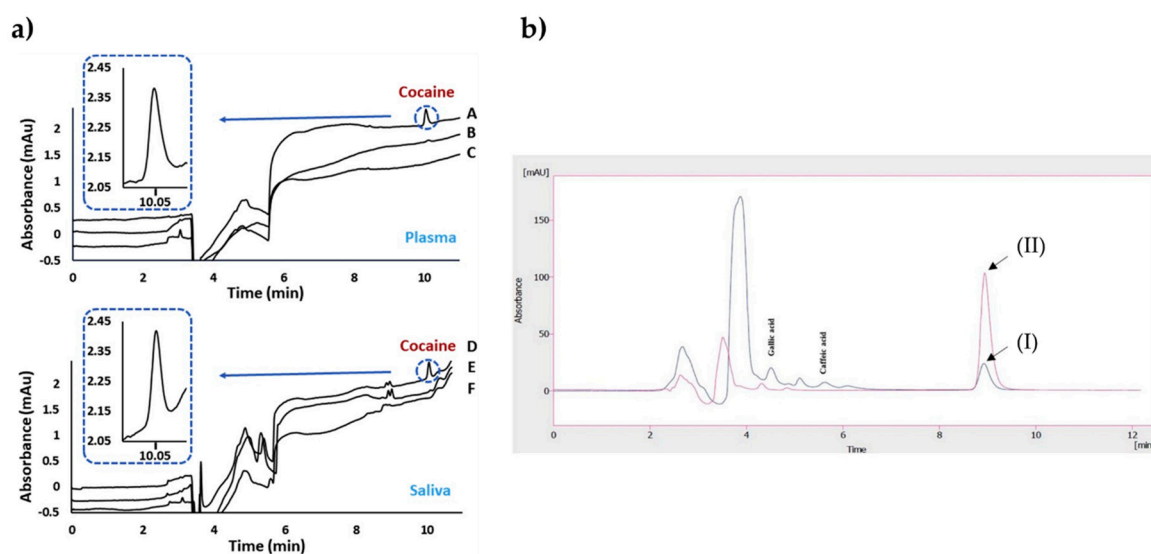 a)
2.45
2.35
2.25
2.15
2.05
10.05
Cocaine
A
B
C
2
1.5
1
0.5
0
-0.5
Absorbance (mAu)
Plasma
0 2 4 6 8 10
Time (min)
2.45
2.35
2.25
2.15
2.05
10.05
Cocaine
D
E
F
2
1.5
1
0.5
0
-0.5
Absorbance (mAu)
Saliva
0 2 4 6 8 10
Time (min)
b)
[mAU]
150
100
50
0
Absorbance
Gallic acid
Caffric acid
(II)
(I)
0 2 4 6 8 10 12
Time
[min